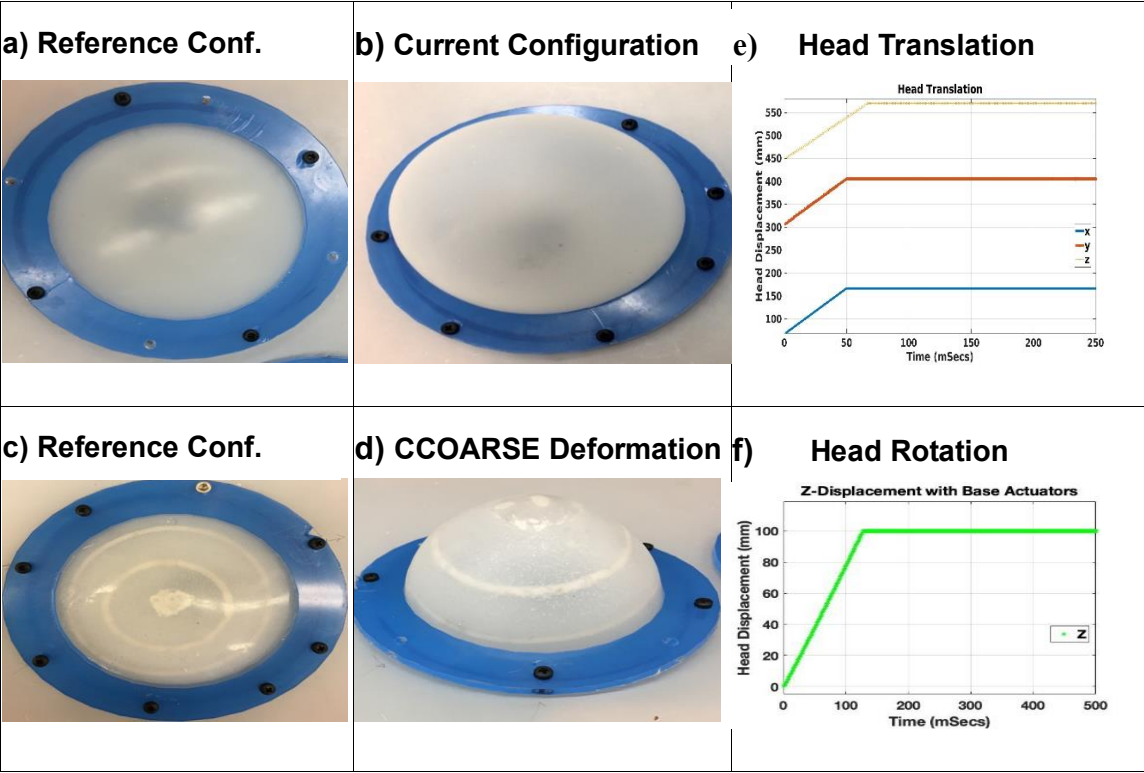 a) Reference Conf.
b) Current Configuration
e) Head Translation
Head Translation
Head Displacement (mm)
550
500
450
400
350
300
250
200
150
100
0 50 100 150 200 250
Time (mSecs)
x
y
z
c) Reference Conf.
d) CCOARSE Deformation
f) Head Rotation
Z-Displacement with Base Actuators
Head Displacement (mm)
100
80
60
40
20
0
0 100 200 300 400 500
Time (mSecs)
Z